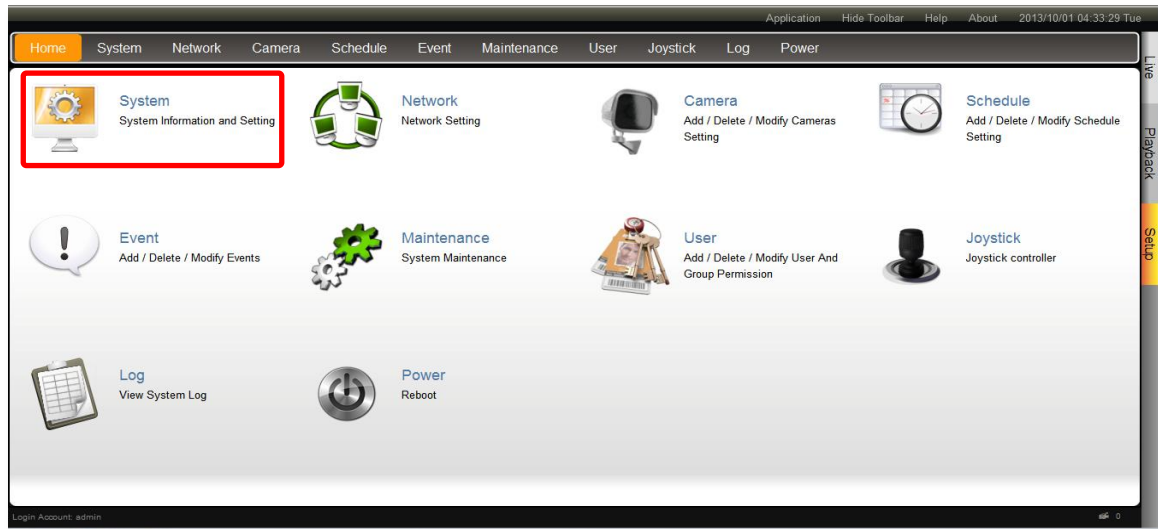 Application Hide Toolbar Help About 2013/10/01 04:33:29 Tue
Home System Network Camera Schedule Event Maintenance User Joystick Log Power
Live
Playback
Setup
System
System Information and Setting
Network
Network Setting
Camera
Add / Delete / Modify Cameras
Setting
Schedule
Add / Delete / Modify Schedule
Setting
Event
Add / Delete / Modify Events
Maintenance
System Maintenance
User
Add / Delete / Modify User And
Group Permission
Joystick
Joystick controller
Log
View System Log
Power
Reboot
Login Account: admin
0